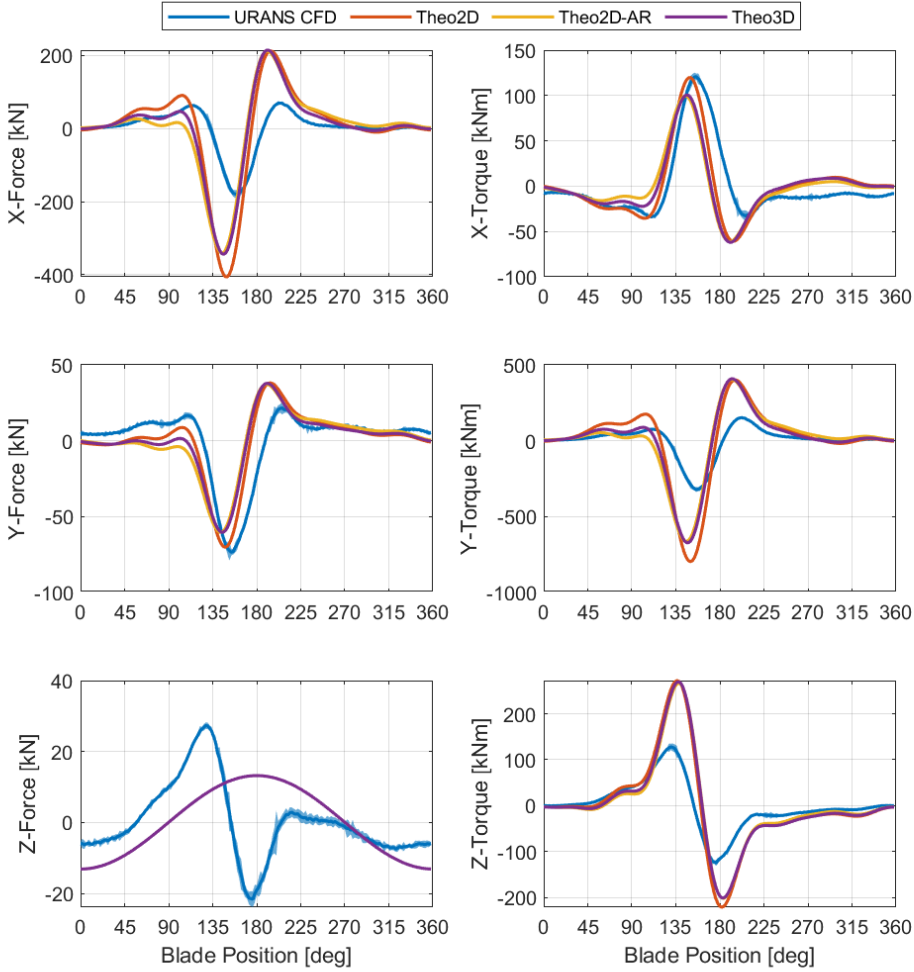 URANS CFD Theo2D Theo2D-AR Theo3D
X-Force [kN]
200
0
-200
-400
0 45 90 135 180 225 270 315 360
X-Torque [kNm]
150
100
50
0
-50
-100
0 45 90 135 180 225 270 315 360
Y-Force [kN]
50
0
-50
-100
0 45 90 135 180 225 270 315 360
Y-Torque [kNm]
500
0
-500
-1000
0 45 90 135 180 225 270 315 360
Z-Force [kN]
40
20
0
-20
0 45 90 135 180 225 270 315 360
Blade Position [deg]
Z-Torque [kNm]
200
100
0
-100
-200
0 45 90 135 180 225 270 315 360
Blade Position [deg]